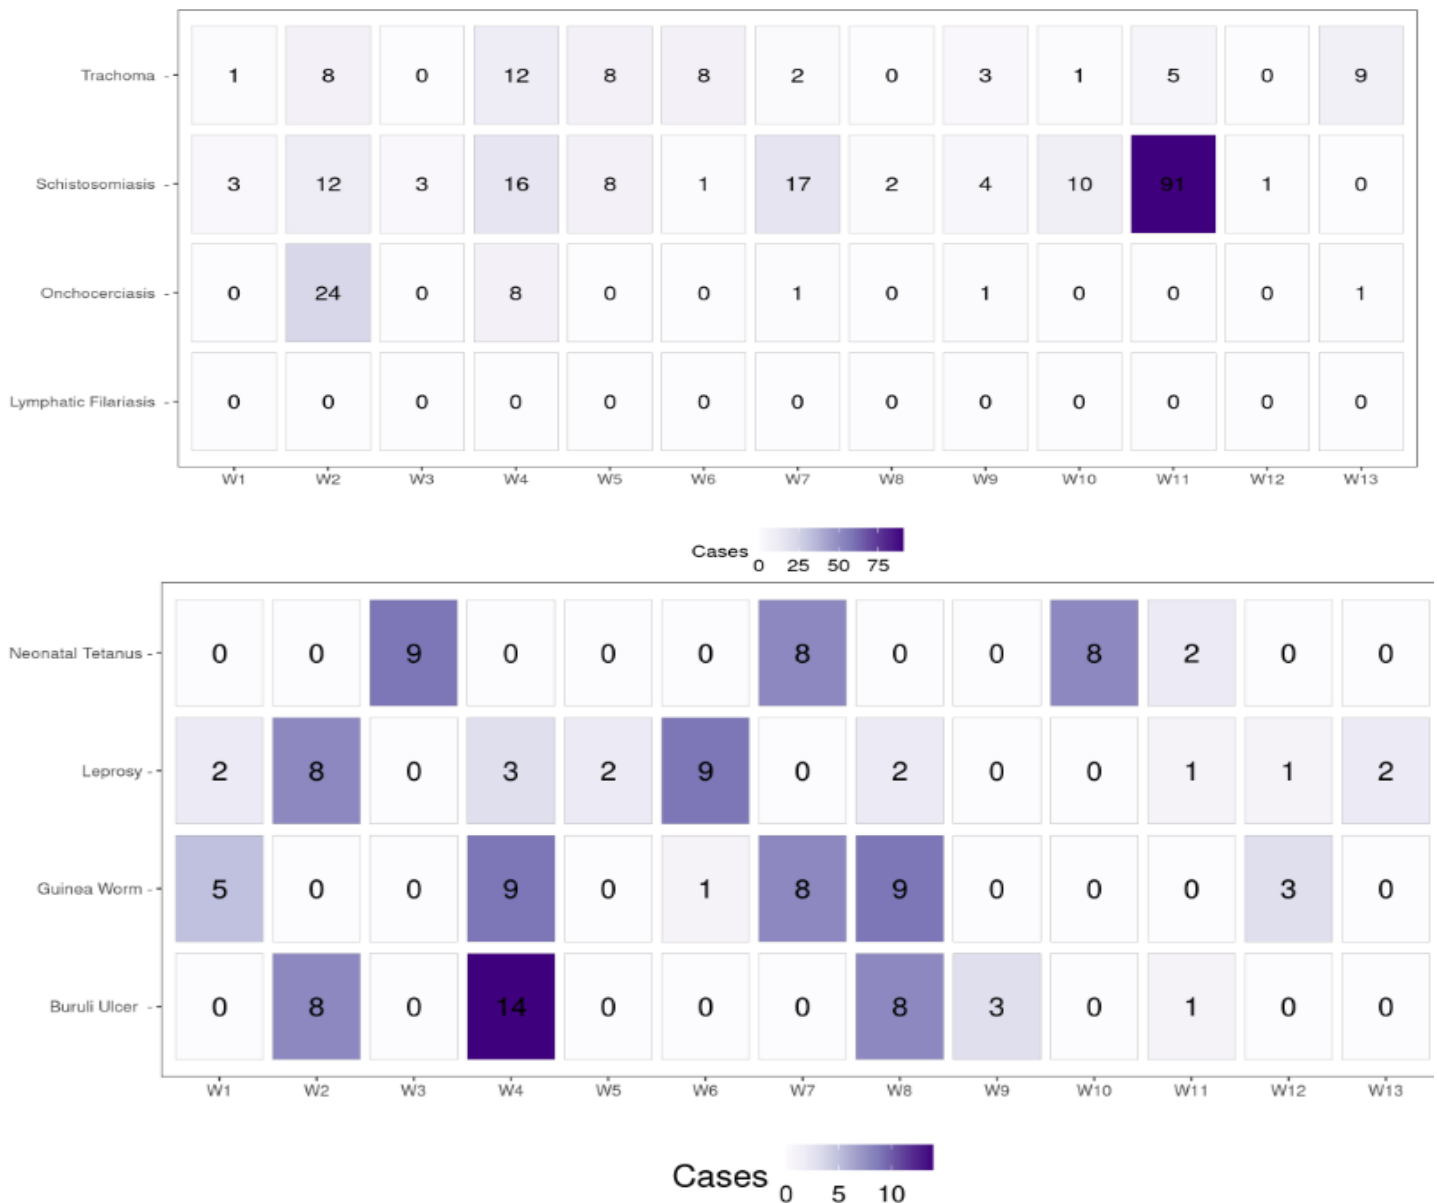 Trachoma 1 8 0 12 8 8 2 0 3 1 5 0 9
Schistosomiasis 3 12 3 16 8 1 17 2 4 10 91 1 0
Onchocerciasis 0 24 0 8 0 0 1 0 1 0 0 0 1
Lymphatic Filariasis 0 0 0 0 0 0 0 0 0 0 0 0 0
W1 W2 W3 W4 W5 W6 W7 W8 W9 W10 W11 W12 W13
Cases
0 25 50 75
Neonatal Tetanus 0 0 9 0 0 0 8 0 0 8 2 0 0
Leprosy 2 8 0 3 2 9 0 2 0 0 1 1 2
Guinea Worm 5 0 0 9 0 1 8 9 0 0 0 3 0
Buruli Ulcer 0 8 0 14 0 0 0 8 3 0 1 0 0
W1 W2 W3 W4 W5 W6 W7 W8 W9 W10 W11 W12 W13
Cases
0 5 10